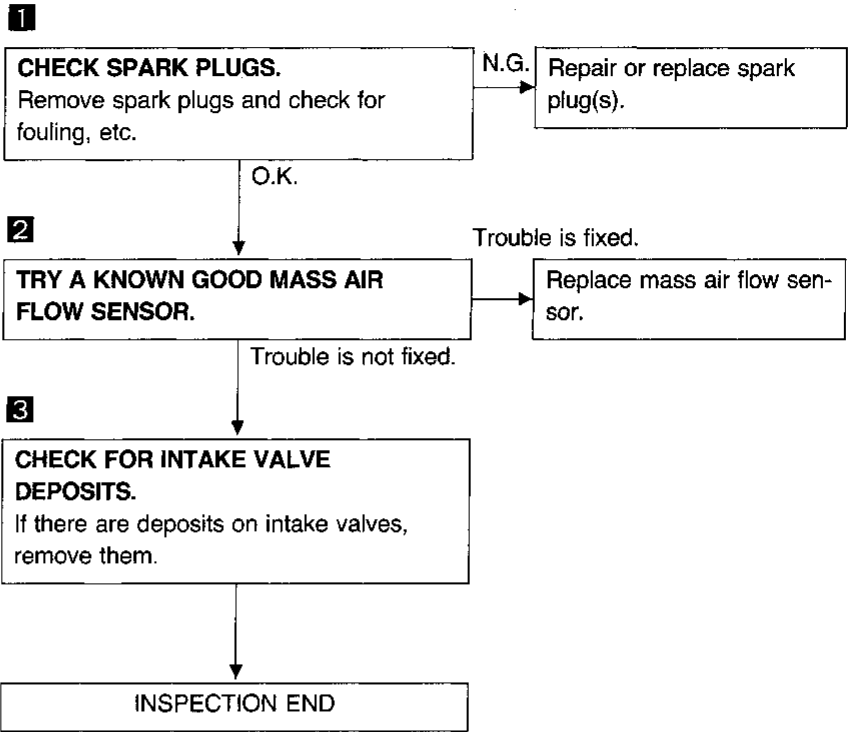 1
CHECK SPARK PLUGS.
Remove spark plugs and check for
fouling, etc.
N.G.
Repair or replace spark
plug(s).
O.K.
2
TRY A KNOWN GOOD MASS AIR
FLOW SENSOR.
Trouble is fixed.
Replace mass air flow sen-
sor.
Trouble is not fixed.
3
CHECK FOR INTAKE VALVE
DEPOSITS.
If there are deposits on intake valves,
remove them.
INSPECTION END